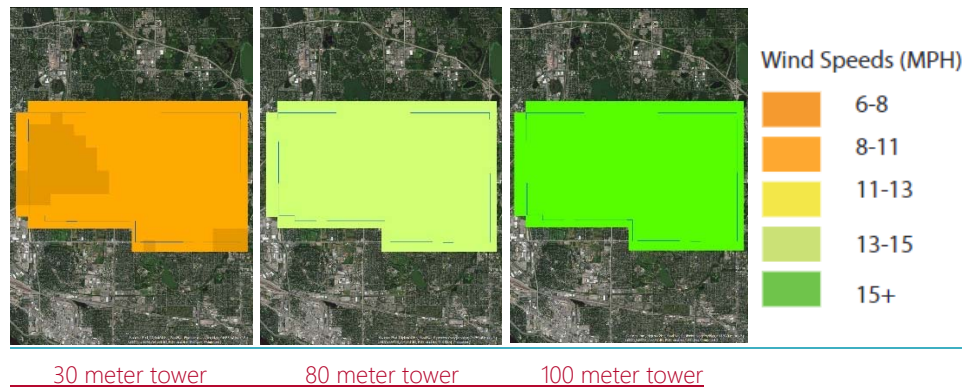 Wind Speeds (MPH)
6-8
8-11
11-13
13-15
15+
30 meter tower
80 meter tower
100 meter tower